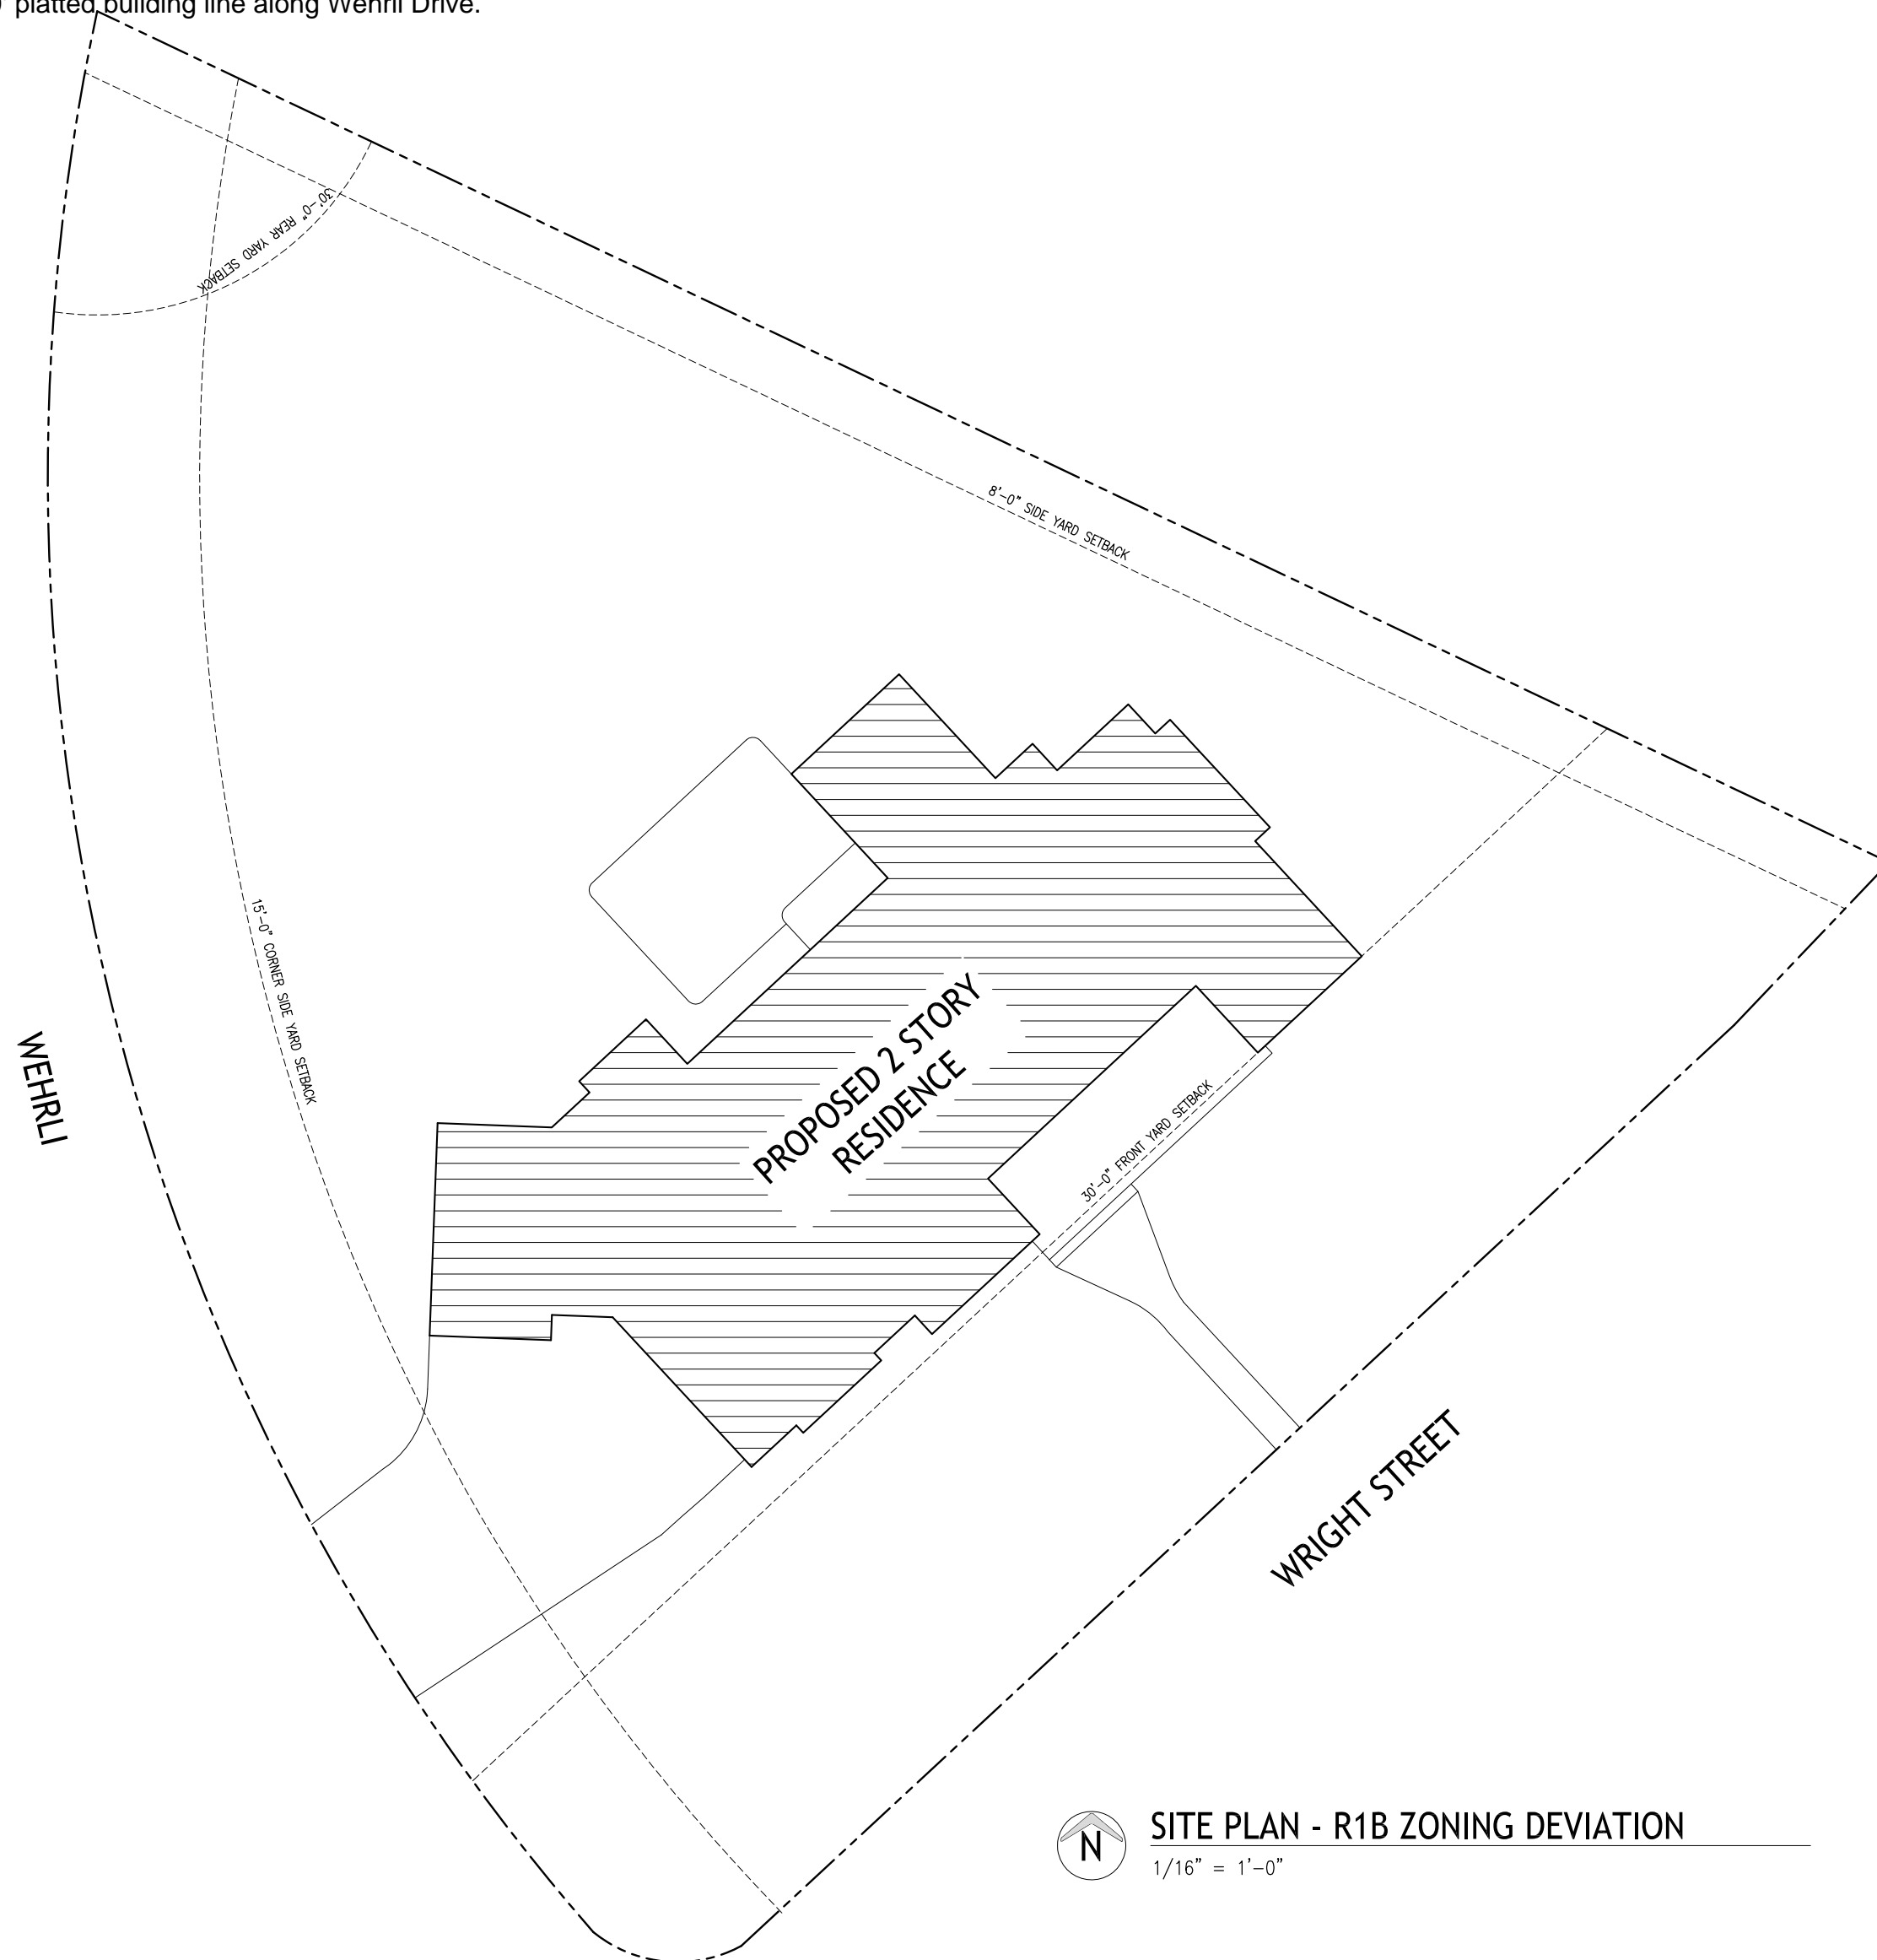 platted building line along Wehrli Drive.
30'-0" REAR YARD SETBACK
8'-0" SIDE YARD SETBACK
15'-0" CORNER SIDE YARD SETBACK
WEHRLI
PROPOSED 2 STORY
RESIDENCE
30'-0" FRONT YARD SETBACK
WRIGHT STREET
N
SITE PLAN - R1B ZONING DEVIATION
1/16" = 1'-0"